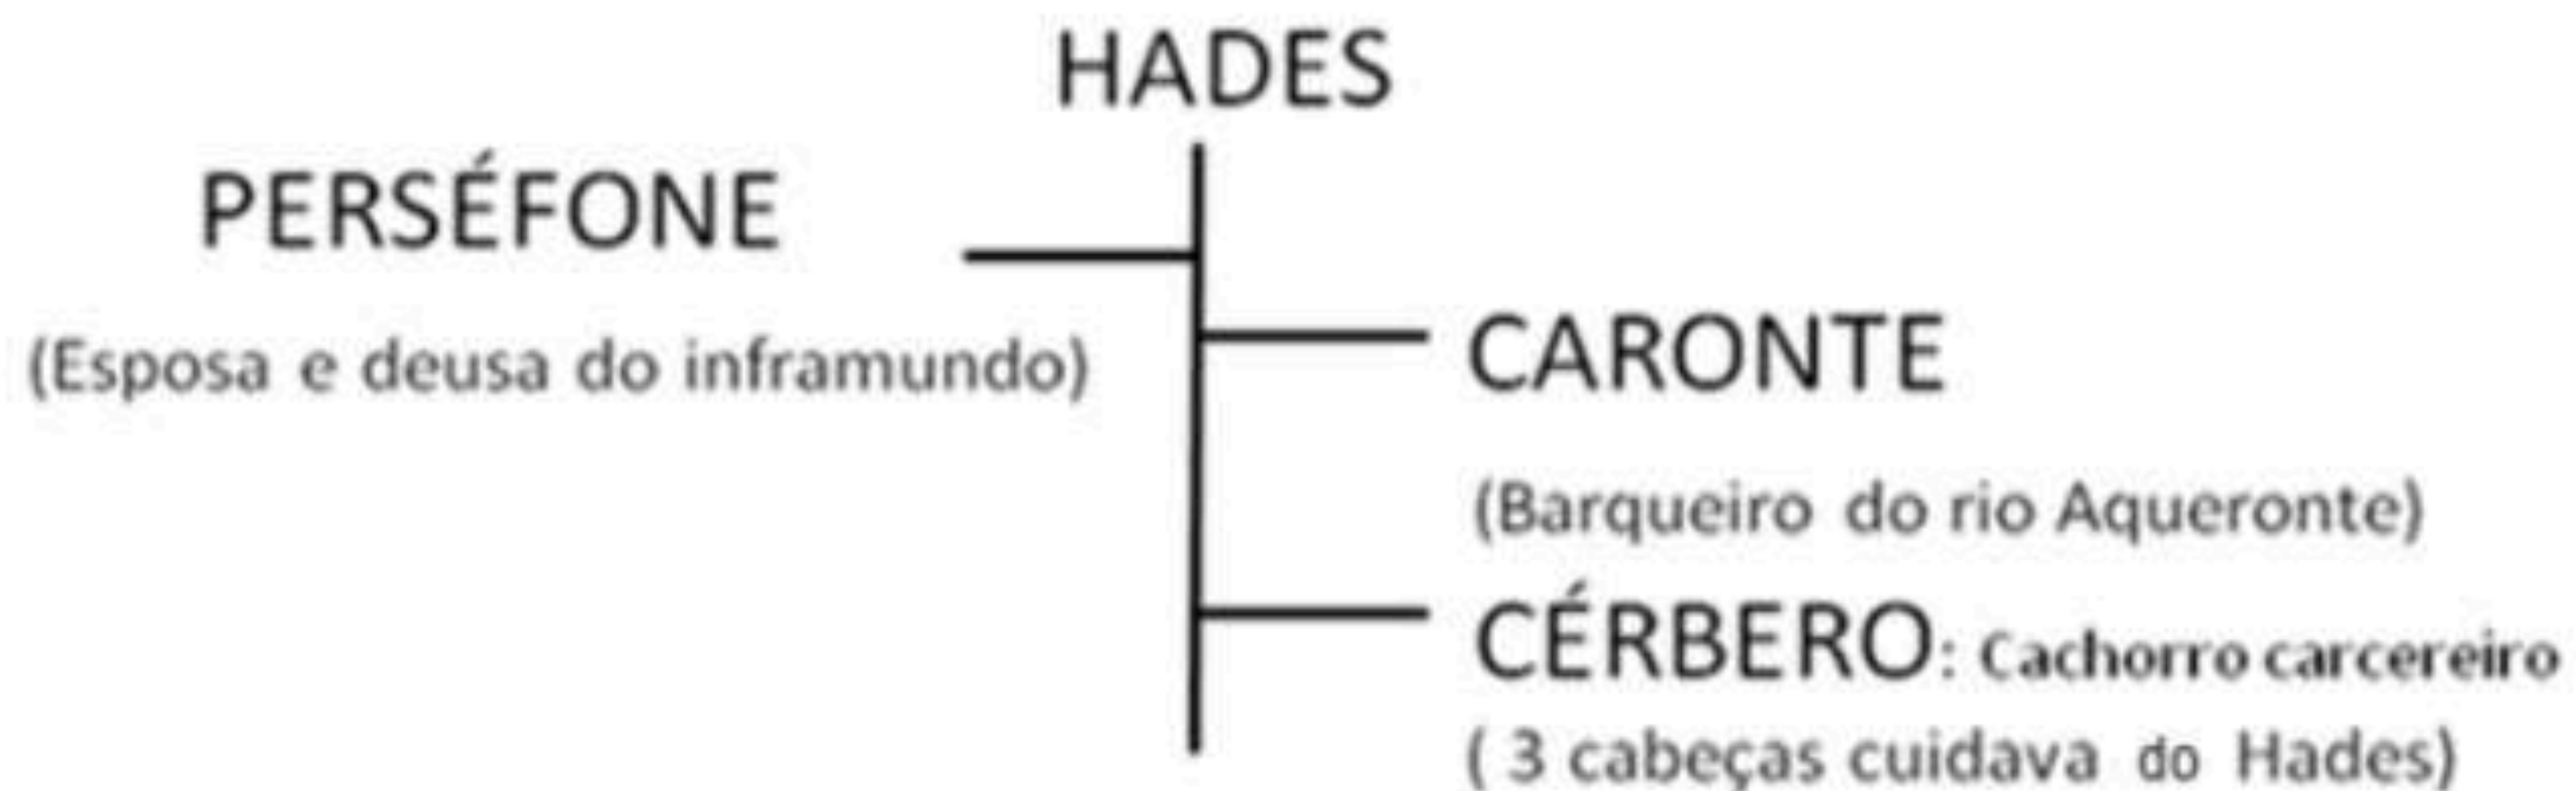 HADES
PERSÉFONE
(Esposa e deusa do inframundo)
CARONTE
(Barqueiro do rio Aqueronte)
CÉRBERO: Cachorro carcereiro
( 3 cabeças cuidava do Hades)